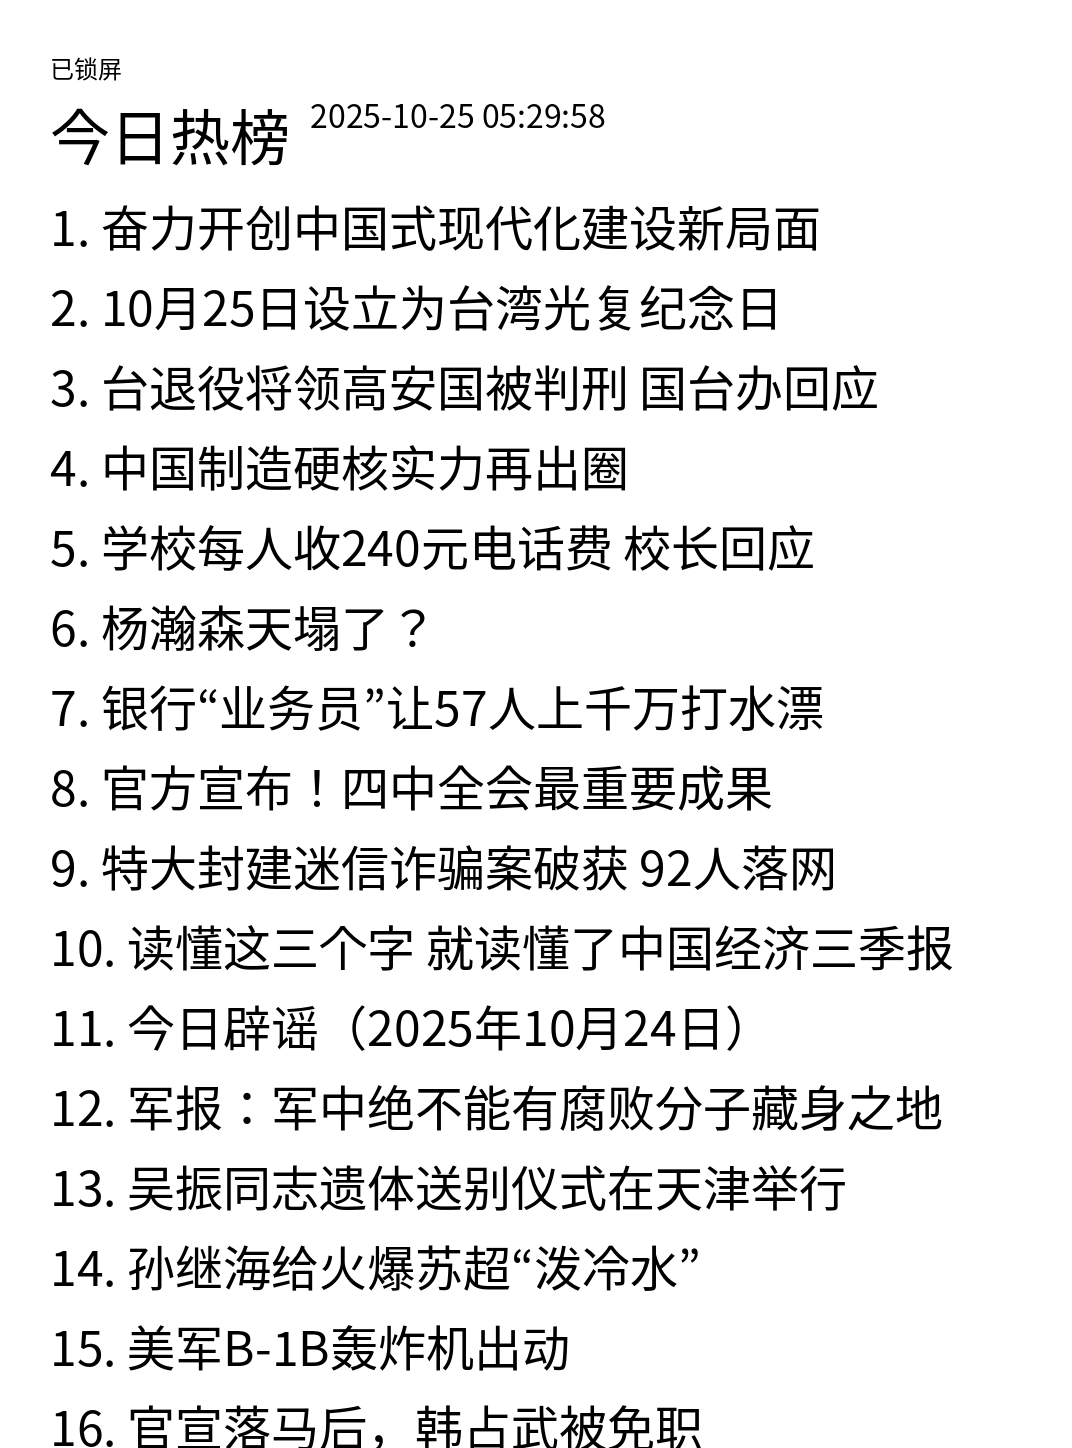 已锁屏
今日热榜 2025-10-25 05:29:58
1. 奋力开创中国式现代化建设新局面
2. 10月25日设立为台湾光复纪念日
3. 台退役将领高安国被判刑 国台办回应
4. 中国制造硬核实力再出圈
5. 学校每人收240元电话费 校长回应
6. 杨瀚森天塌了？
7. 银行“业务员”让57人上千万打水漂
8. 官方宣布！四中全会最重要成果
9. 特大封建迷信诈骗案破获 92人落网
10. 读懂这三个字 就读懂了中国经济三季报
11. 今日辟谣（2025年10月24日）
12. 军报：军中绝不能有腐败分子藏身之地
13. 吴振同志遗体送别仪式在天津举行
14. 孙继海给火爆苏超“泼冷水”
15. 美军B-1B轰炸机出动
16. 官宣落马后，韩占武被免职